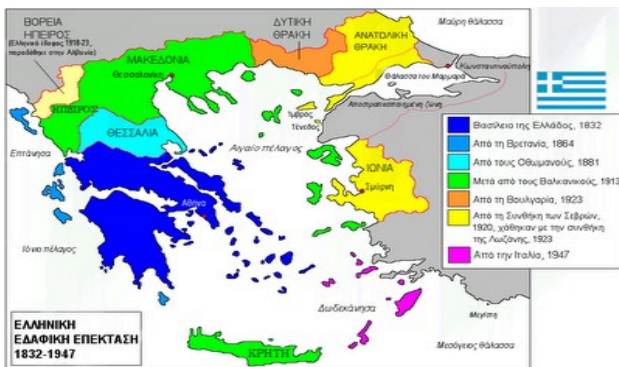 ΒΟΡΕΙΑ
ΗΠΕΙΡΟΣ
(Ελληνικό έδαφος 1918-23,
παραδόθηκε στην Αλβανία)
ΜΑΚΕΔΟΝΙΑ
Θεσσαλονίκη
ΔΥΤΙΚΗ
ΘΡΑΚΗ
ΑΝΑΤΟΛΙΚΗ
ΘΡΑΚΗ
Μαύρη θάλασσα
Κωνσταντινούπολη
Θάλασσα του Μαρμαρά
Αποστρατικοποιημένη ζώνη
Ίμβρος
Τένεδος
ΗΠΕΙΡΟΣ
ΘΕΣΣΑΛΙΑ
Αιγαίο πέλαγος
Επτάνησα
ΙΩΝΙΑ
Σμύρνη
Αθήνα
Ιόνιο πέλαγος
Δωδεκάνησα
Μεγίστη
Μεσόγειος θάλασσα
ΚΡΗΤΗ
Βασίλειο της Ελλάδος, 1832
Από τη Βρετανία, 1864
Από τους Οθωμανούς, 1881
Μετά από τους Βαλκανικούς, 1913
Από τη Βουλγαρία, 1923
Από τη Συνθήκη των Σεβρών,
1920, χάθηκαν με την συνθήκη
της Λωζάνης, 1923
Από την Ιταλία, 1947
ΕΛΛΗΝΙΚΗ
ΕΔΑΦΙΚΗ ΕΠΕΚΤΑΣΗ
1832-1947